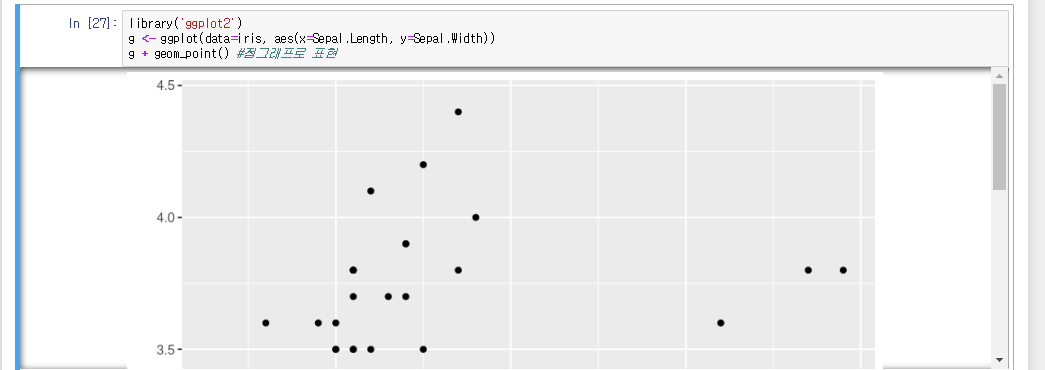 In [27]:
library('ggplot2')
g <- ggplot(data=iris, aes(x=Sepal.Length, y=Sepal.Width))
g + geom_point() #점그래프로 표현
4.5
4.0
3.5